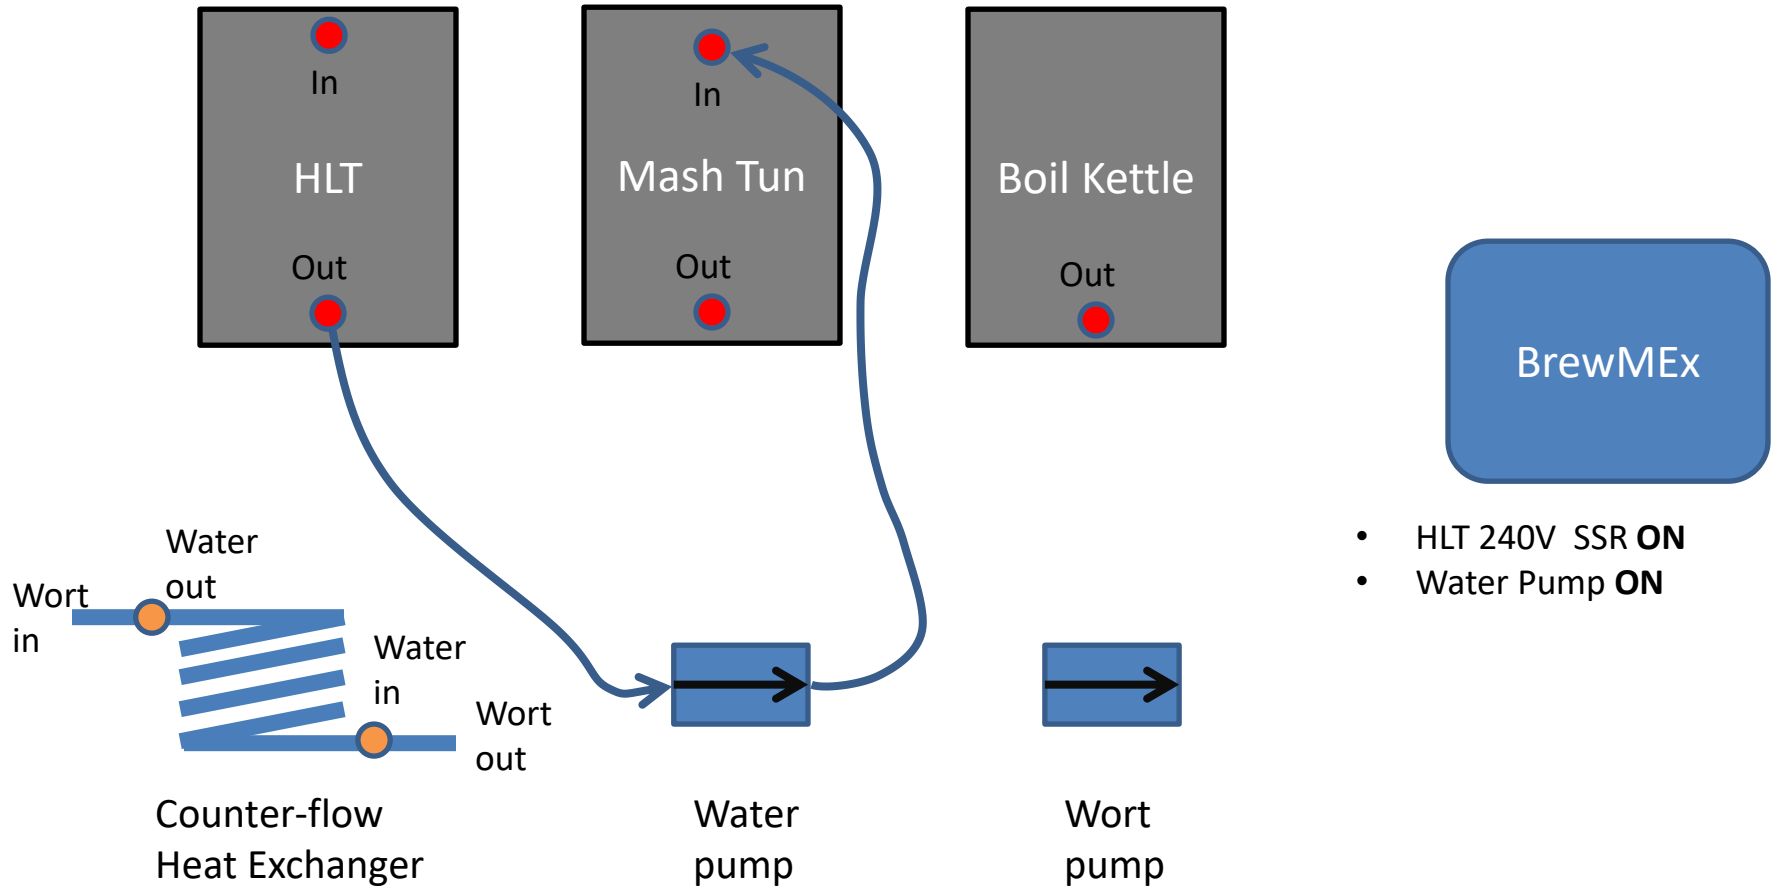 In
HLT
Out
In
Mash Tun
Out
Boil Kettle
Out
BrewMEx
• HLT 240V  SSR ON
• Water Pump ON
Water
out
Wort
in
Water
in
Wort
out
Counter-flow
Heat Exchanger
Water
pump
Wort
pump